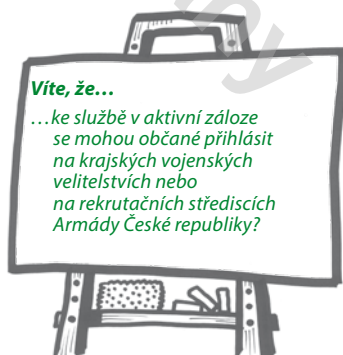 Víte, že…
…ke službě v aktivní záloze
se mohou občané přihlásit
na krajských vojenských
velitelstvích nebo
na rekrutačních střediscích
Armády České republiky?